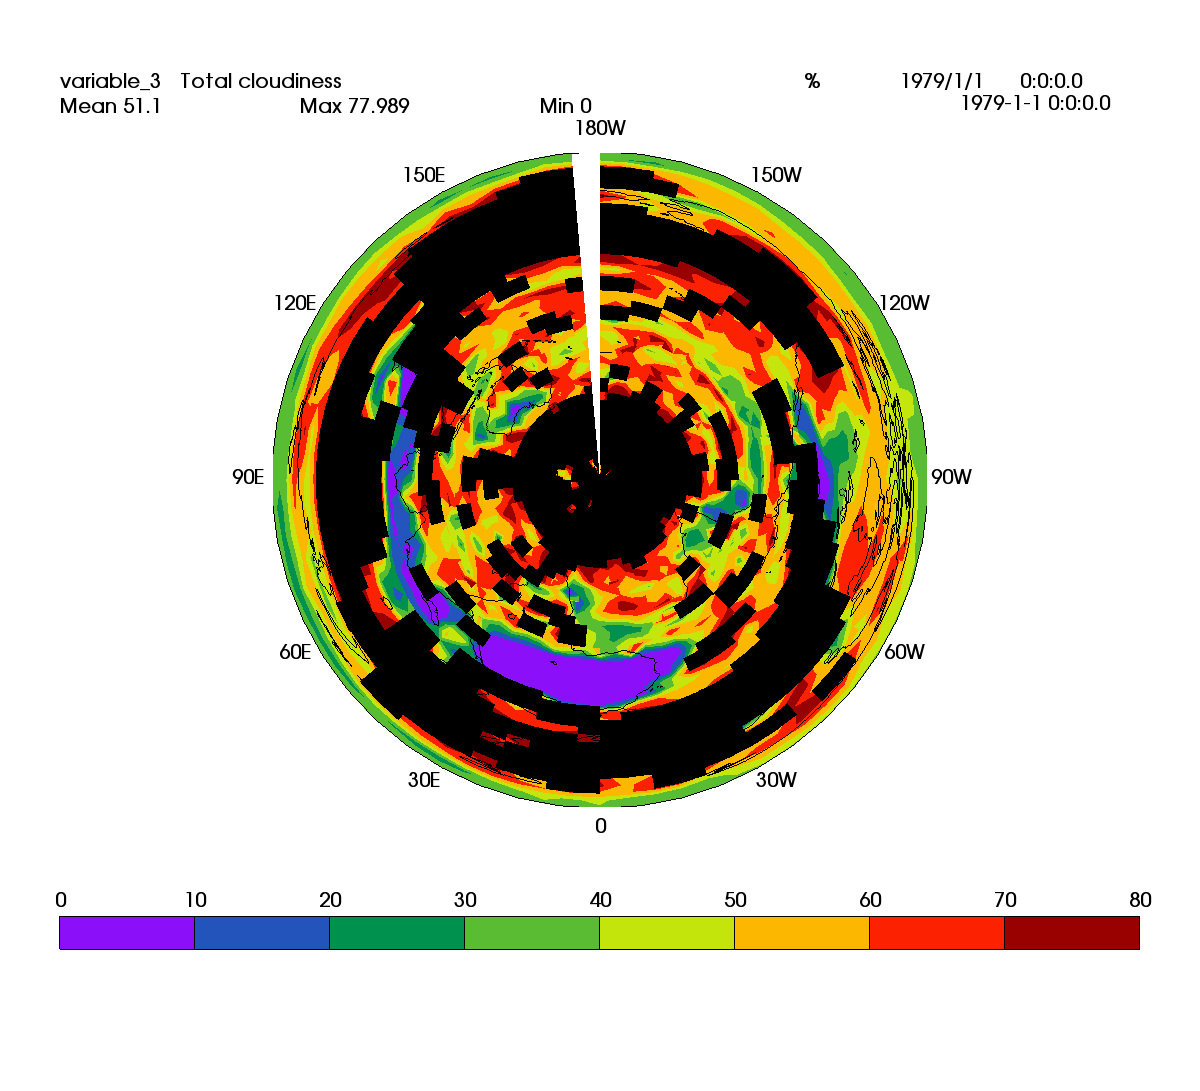 variable_3 Total cloudiness % 1979/1/1 0:0:0.0
Mean 51.1 Max 77.989 Min 0 1979-1-1 0:0:0.0
180W
150E 150W
120E 120W
90E 90W
60E 60W
30E 30W
0
0 10 20 30 40 50 60 70 80